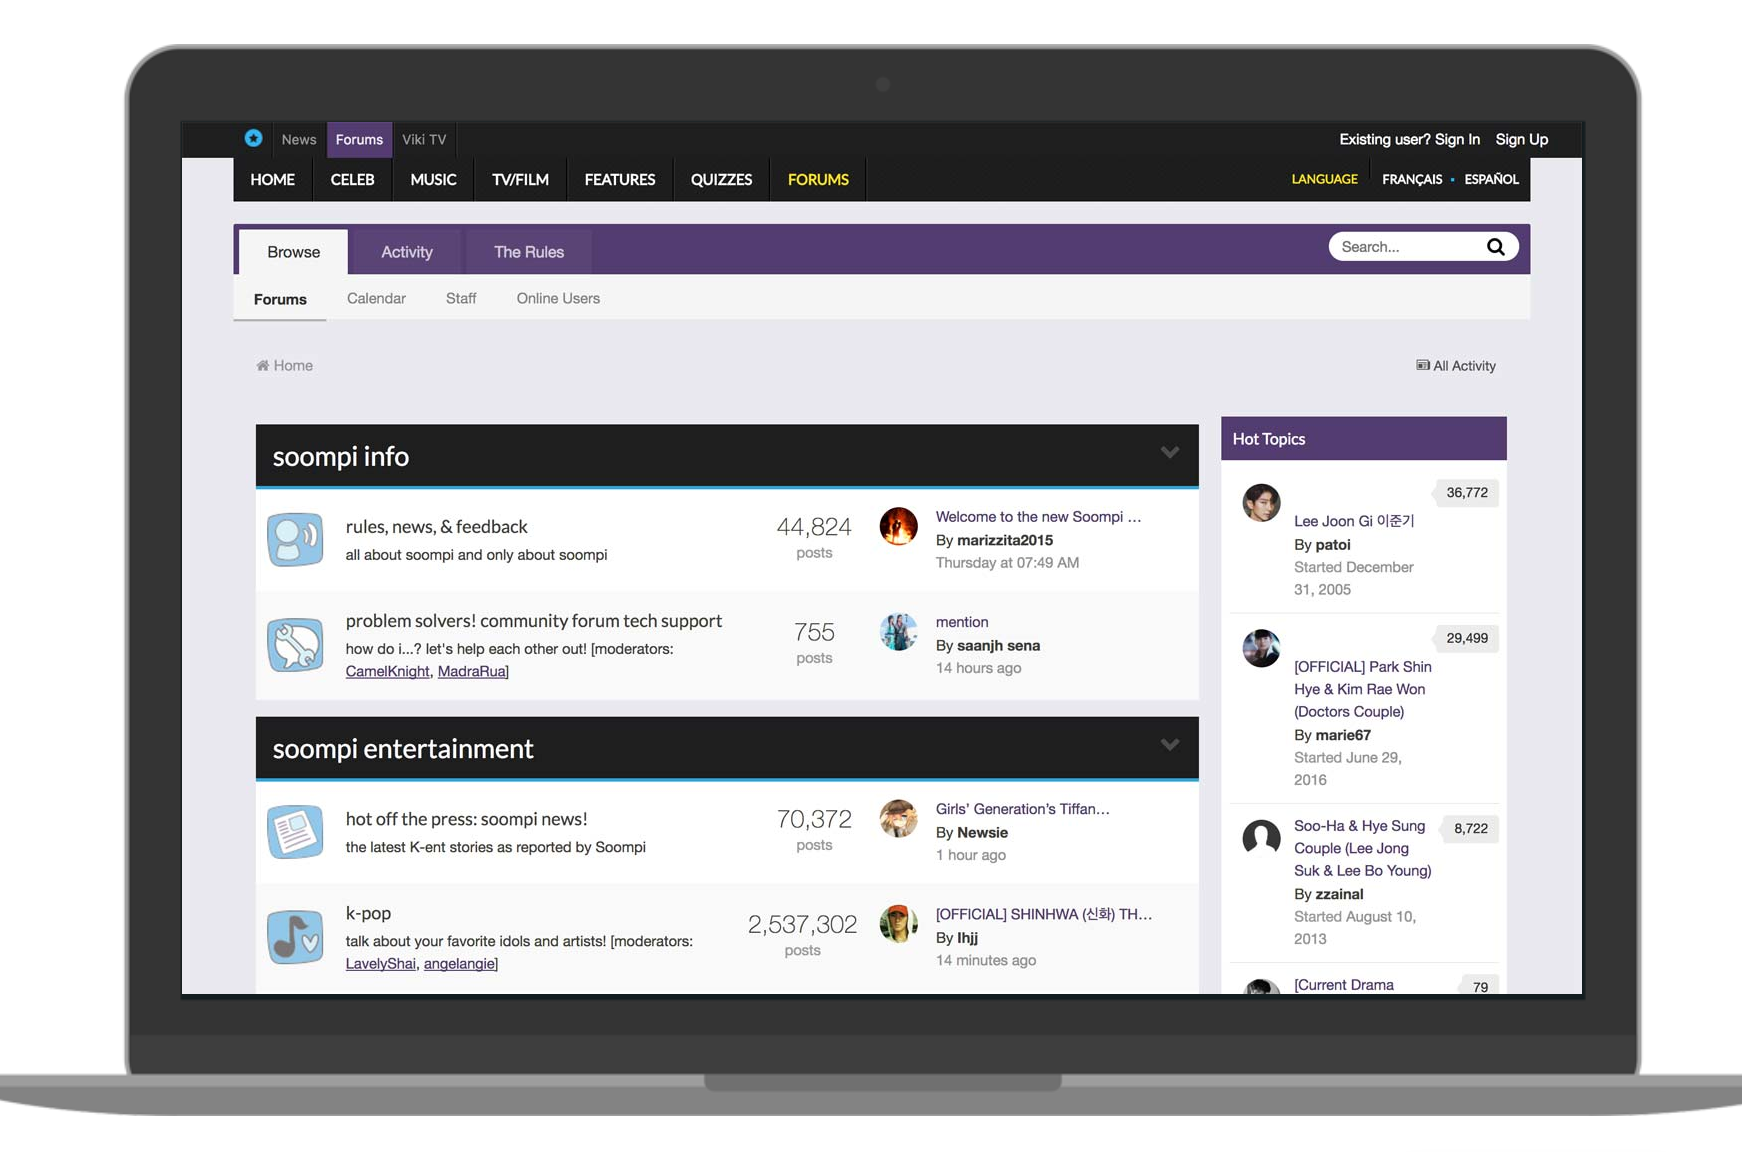 News Forums Viki TV
Existing user? Sign In Sign Up
HOME CELEB MUSIC TV/FILM FEATURES QUIZZES FORUMS
LANGUAGE FRANÇAIS • ESPAÑOL
Browse Activity The Rules
Search...
Forums Calendar Staff Online Users
Home
All Activity
soompi info
rules, news, & feedback
all about soompi and only about soompi
44,824
posts
Welcome to the new Soompi ...
By marizzita2015
Thursday at 07:49 AM
problem solvers! community forum tech support
how do i...? let's help each other out! [moderators:
CamelKnight, MadraRua]
755
posts
mention
By saanjh sena
14 hours ago
soompi entertainment
hot off the press: soompi news!
the latest K-ent stories as reported by Soompi
70,372
posts
Girls' Generation's Tiffan...
By Newsie
1 hour ago
k-pop
talk about your favorite idols and artists! [moderators:
LavelyShai, angelangie]
2,537,302
posts
[OFFICIAL] SHINHWA (신화) TH...
By lhjj
14 minutes ago
Hot Topics
36,772
Lee Joon Gi 이준기
By patoi
Started December
31, 2005
29,499
[OFFICIAL] Park Shin
Hye & Kim Rae Won
(Doctors Couple)
By marie67
Started June 29,
2016
8,722
Soo-Ha & Hye Sung
Couple (Lee Jong
Suk & Lee Bo Young)
By zzainal
Started August 10,
2013
79
[Current Drama